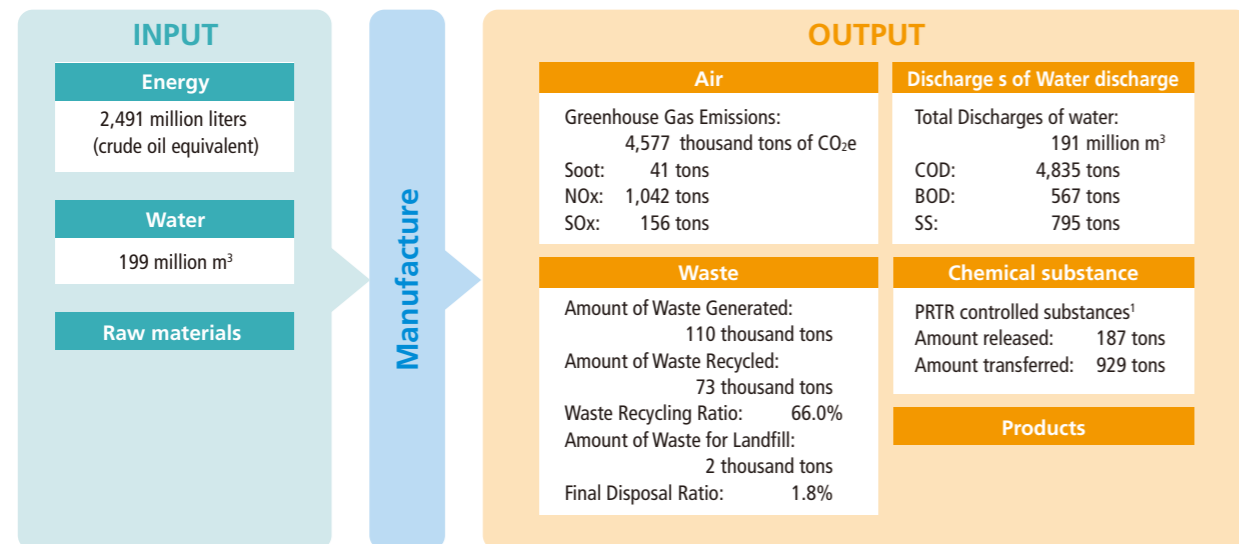 INPUT
Energy
2,491 million liters
(crude oil equivalent)
Water
199 million m³
Raw materials
Manufacture
OUTPUT
Air
Greenhouse Gas Emissions:
4,577 thousand tons of CO₂e
Soot: 41 tons
NOx: 1,042 tons
SOx: 156 tons
Discharge s of Water discharge
Total Discharges of water:
191 million m³
COD: 4,835 tons
BOD: 567 tons
SS: 795 tons
Waste
Amount of Waste Generated:
110 thousand tons
Amount of Waste Recycled:
73 thousand tons
Waste Recycling Ratio: 66.0%
Amount of Waste for Landfill:
2 thousand tons
Final Disposal Ratio: 1.8%
Chemical substance
PRTR controlled substances¹
Amount released: 187 tons
Amount transferred: 929 tons
Products